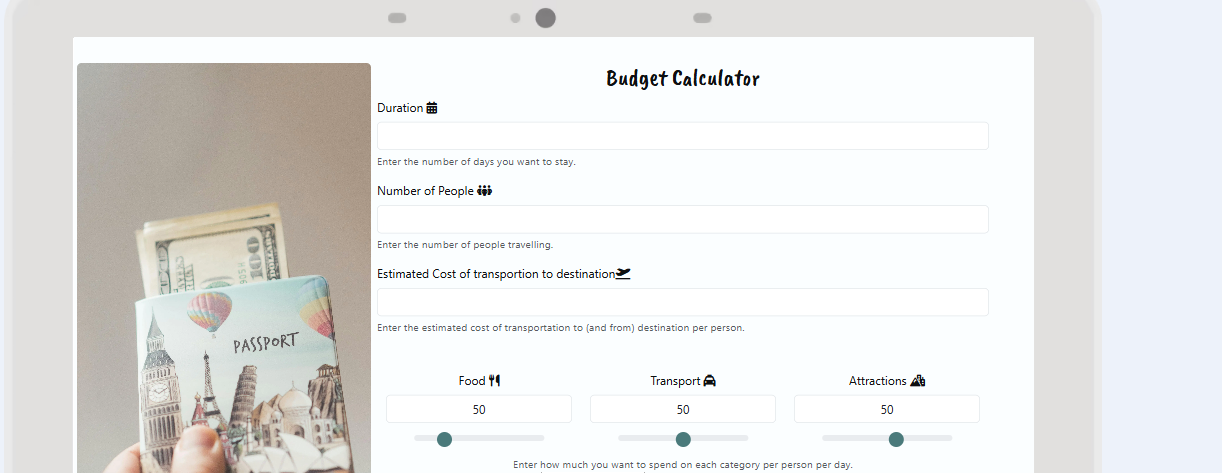 Budget Calculator
Duration
Enter the number of days you want to stay.
Number of People
Enter the number of people travelling.
Estimated Cost of transportion to destination
Enter the estimated cost of transportation to (and from) destination per person.
Food
Transport
Attractions
50
50
50
Enter how much you want to spend on each category per person per day.
100
DOLLARS
PASSPORT